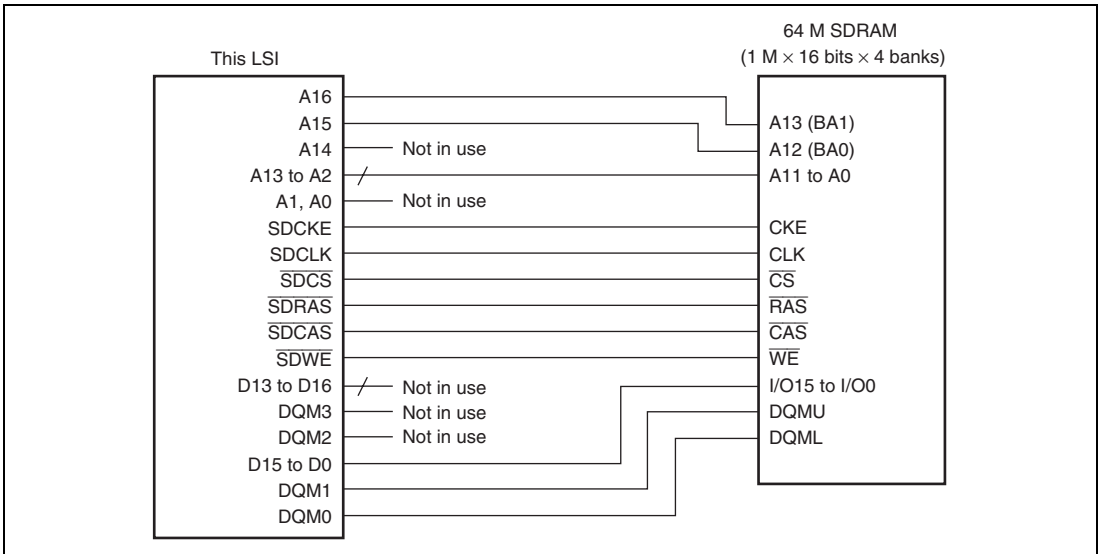 This LSI
A16
A15
A14
Not in use
A13 to A2
A1, A0
Not in use
SDCKE
SDCLK
SDCS
SDRAS
SDCAS
SDWE
D13 to D16
Not in use
DQM3
Not in use
DQM2
Not in use
D15 to D0
DQM1
DQM0
64 M SDRAM
(1 M × 16 bits × 4 banks)
A13 (BA1)
A12 (BA0)
A11 to A0
CKE
CLK
CS
RAS
CAS
WE
I/O15 to I/O0
DQMU
DQML